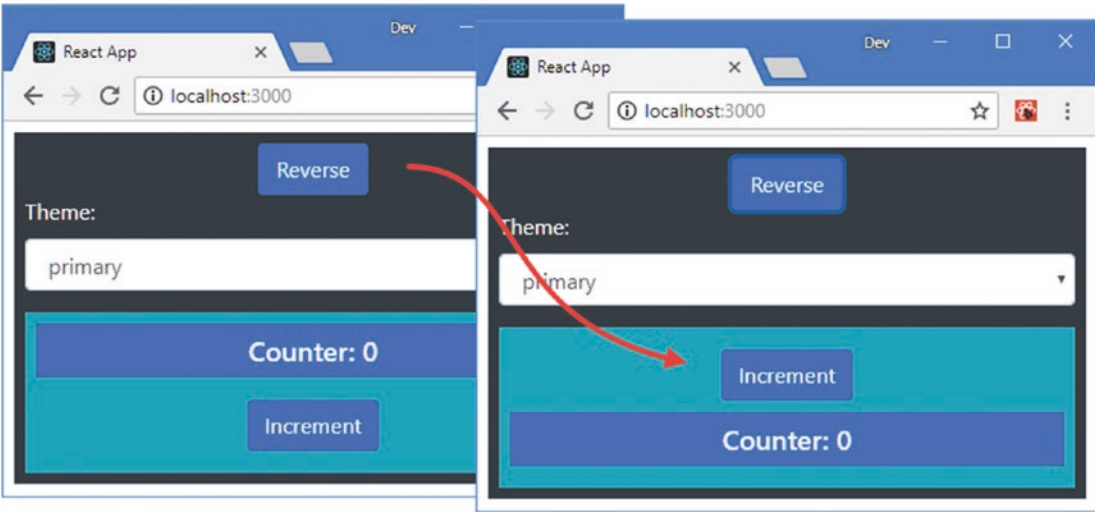 Dev
React App
localhost:3000
Reverse
Theme:
primary
Counter: 0
Increment
Dev
React App
localhost:3000
Reverse
Theme:
primary
Increment
Counter: 0